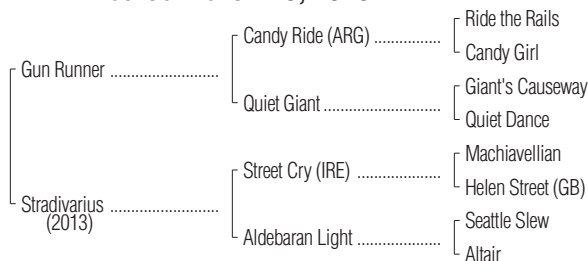 Ride the Rails
Candy Ride (ARG)
Candy Girl
Gun Runner
Giant's Causeway
Quiet Giant
Quiet Dance
Machiavellian
Street Cry (IRE)
Helen Street (GB)
Stradivarius
(2013)
Seattle Slew
Aldebaran Light
Altair